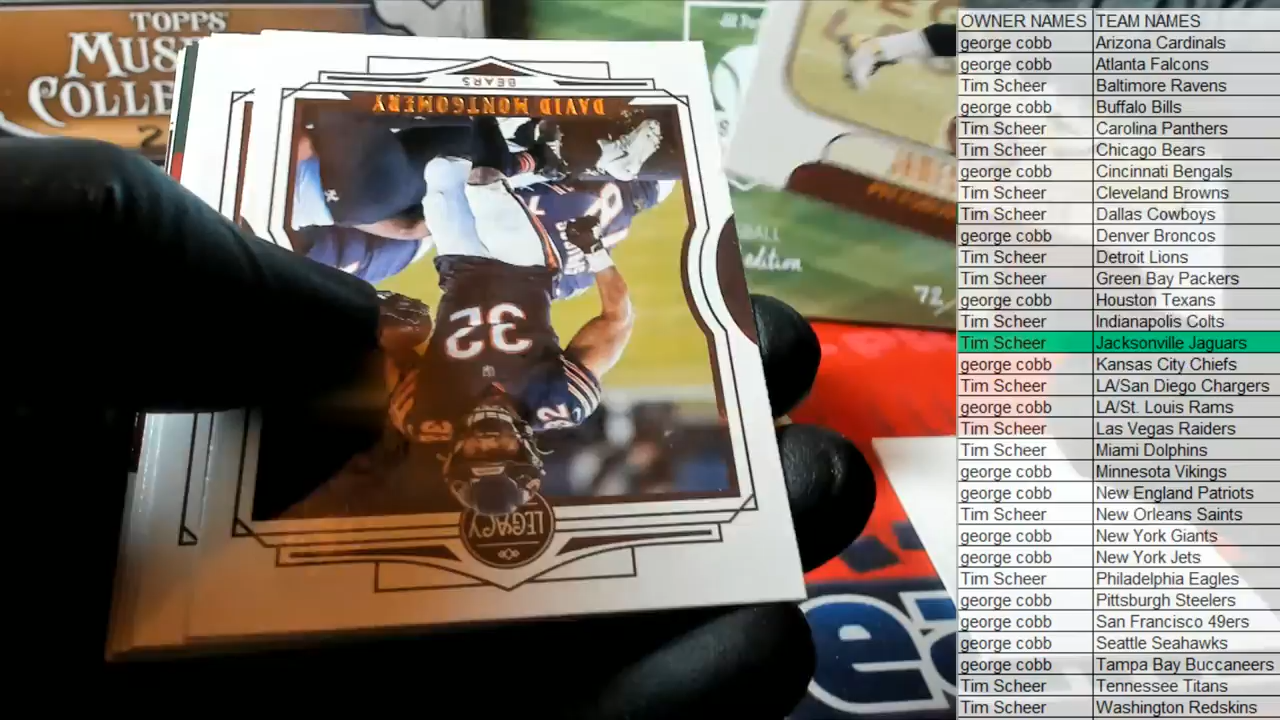 TOPPS
MUS
COLLE
2
BEARS
DAVID MONTGOMERY
32
32
LEGACY
edition
72/
OWNER NAMES TEAM NAMES
george cobb Arizona Cardinals
george cobb Atlanta Falcons
Tim Scheer Baltimore Ravens
george cobb Buffalo Bills
Tim Scheer Carolina Panthers
Tim Scheer Chicago Bears
george cobb Cincinnati Bengals
Tim Scheer Cleveland Browns
Tim Scheer Dallas Cowboys
george cobb Denver Broncos
Tim Scheer Detroit Lions
Tim Scheer Green Bay Packers
george cobb Houston Texans
Tim Scheer Indianapolis Colts
Tim Scheer Jacksonville Jaguars
george cobb Kansas City Chiefs
Tim Scheer LA/San Diego Chargers
george cobb LA/St. Louis Rams
Tim Scheer Las Vegas Raiders
Tim Scheer Miami Dolphins
george cobb Minnesota Vikings
george cobb New England Patriots
Tim Scheer New Orleans Saints
george cobb New York Giants
george cobb New York Jets
Tim Scheer Philadelphia Eagles
george cobb Pittsburgh Steelers
george cobb San Francisco 49ers
george cobb Seattle Seahawks
george cobb Tampa Bay Buccaneers
Tim Scheer Tennessee Titans
Tim Scheer Washington Redskins